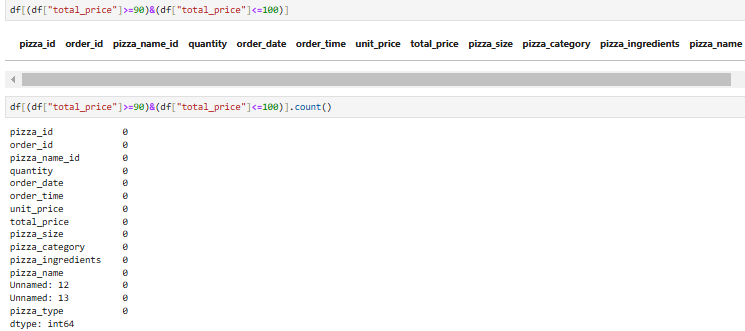 df[(df["total_price"]>=90)&(df["total_price"]<=100)]
pizza_id order_id pizza_name_id quantity order_date order_time unit_price total_price pizza_size pizza_category pizza_ingredients pizza_name
df[(df["total_price"]>=90)&(df["total_price"]<=100)].count()
pizza_id 0
order_id 0
pizza_name_id 0
quantity 0
order_date 0
order_time 0
unit_price 0
total_price 0
pizza_size 0
pizza_category 0
pizza_ingredients 0
pizza_name 0
Unnamed: 12 0
Unnamed: 13 0
pizza_type 0
dtype: int64